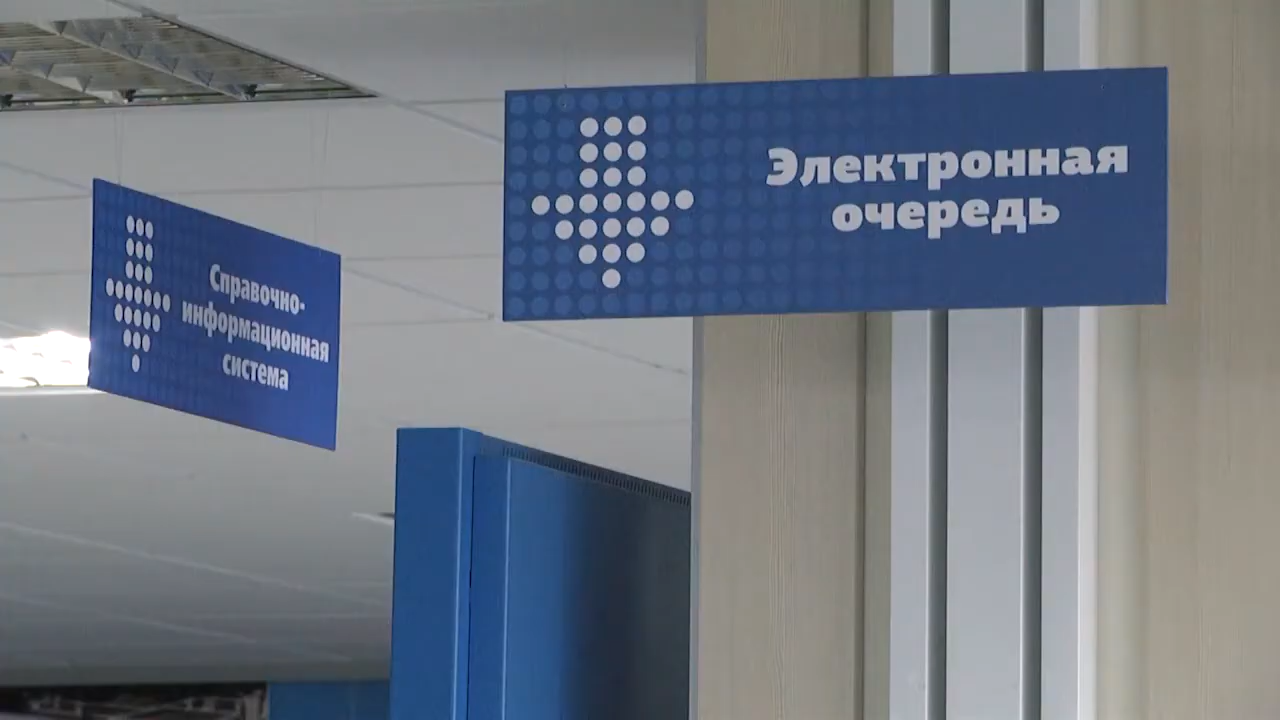 Электронная
очередь
Справочно-
информационная
система